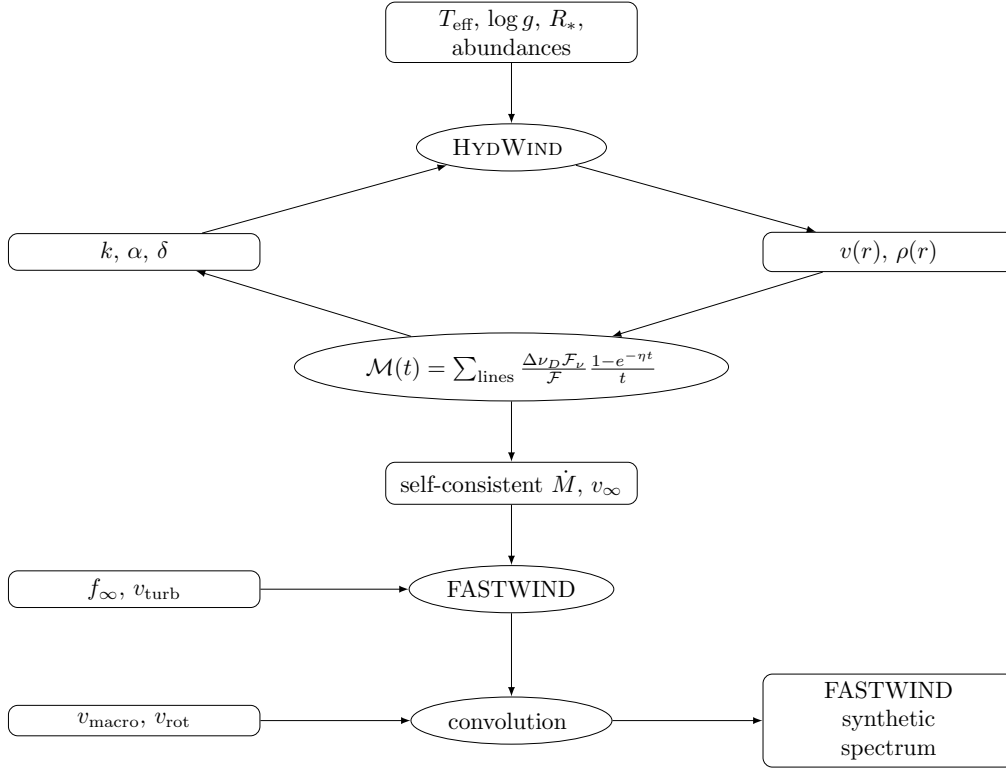 T_eff, log g, R_*,
abundances
HYDWIND
k, α, δ
v(r), ρ(r)
M(t) = ∑_lines (Δν_D F_ν / F) (1−e^{−ηt} / t)
self-consistent Ṁ, v_∞
f_∞, v_turb
FASTWIND
v_macro, v_rot
convolution
FASTWIND
synthetic
spectrum